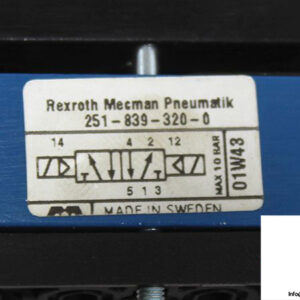 Rexroth Mecman Pneumatik
251-839-320-0
14 4 2 12
5 1 3
MAX 10 BAR
01W43
MADE IN SWEDEN